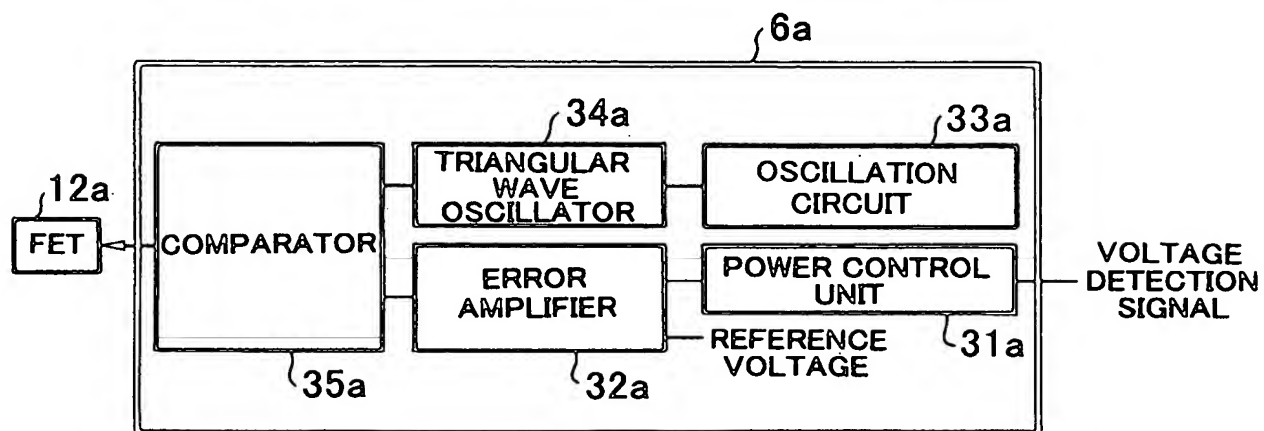 6a
34a
33a
TRIANGULAR
WAVE
OSCILLATOR
OSCILLATION
CIRCUIT
12a
FET
COMPARATOR
ERROR
AMPLIFIER
POWER CONTROL
UNIT
VOLTAGE
DETECTION
SIGNAL
REFERENCE
VOLTAGE
31a
35a
32a